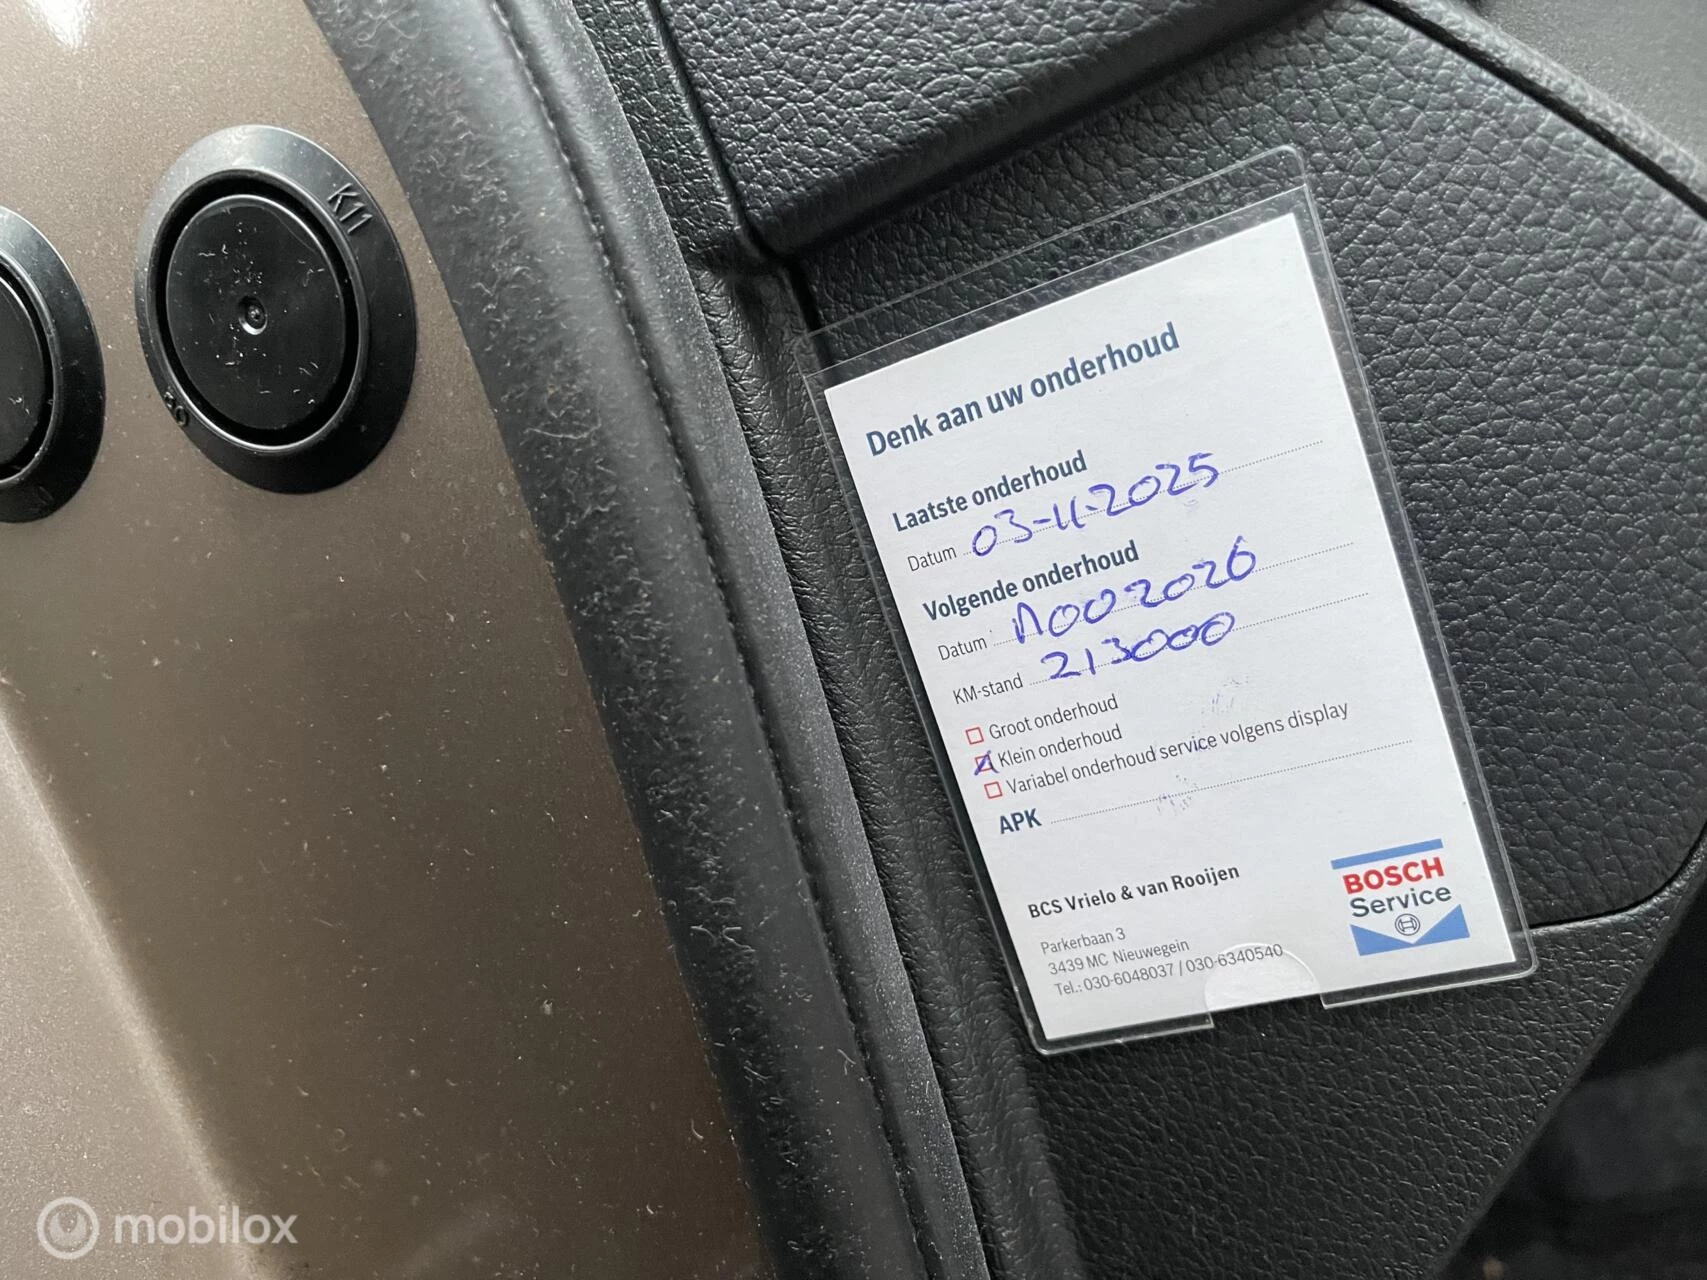 K11
Denk aan uw onderhoud
Laatste onderhoud
Datum 03-11-2025
Volgende onderhoud
Datum 2026
KM-stand 213000
Groot onderhoud
Klein onderhoud
Variabel onderhoud service volgens display
APK
BCS Vrielo & van Rooijen
Parkerbaan 3
3439 MC Nieuwegein
Tel.: 030-6048037 / 030-6340540
BOSCH
Service
mobilox